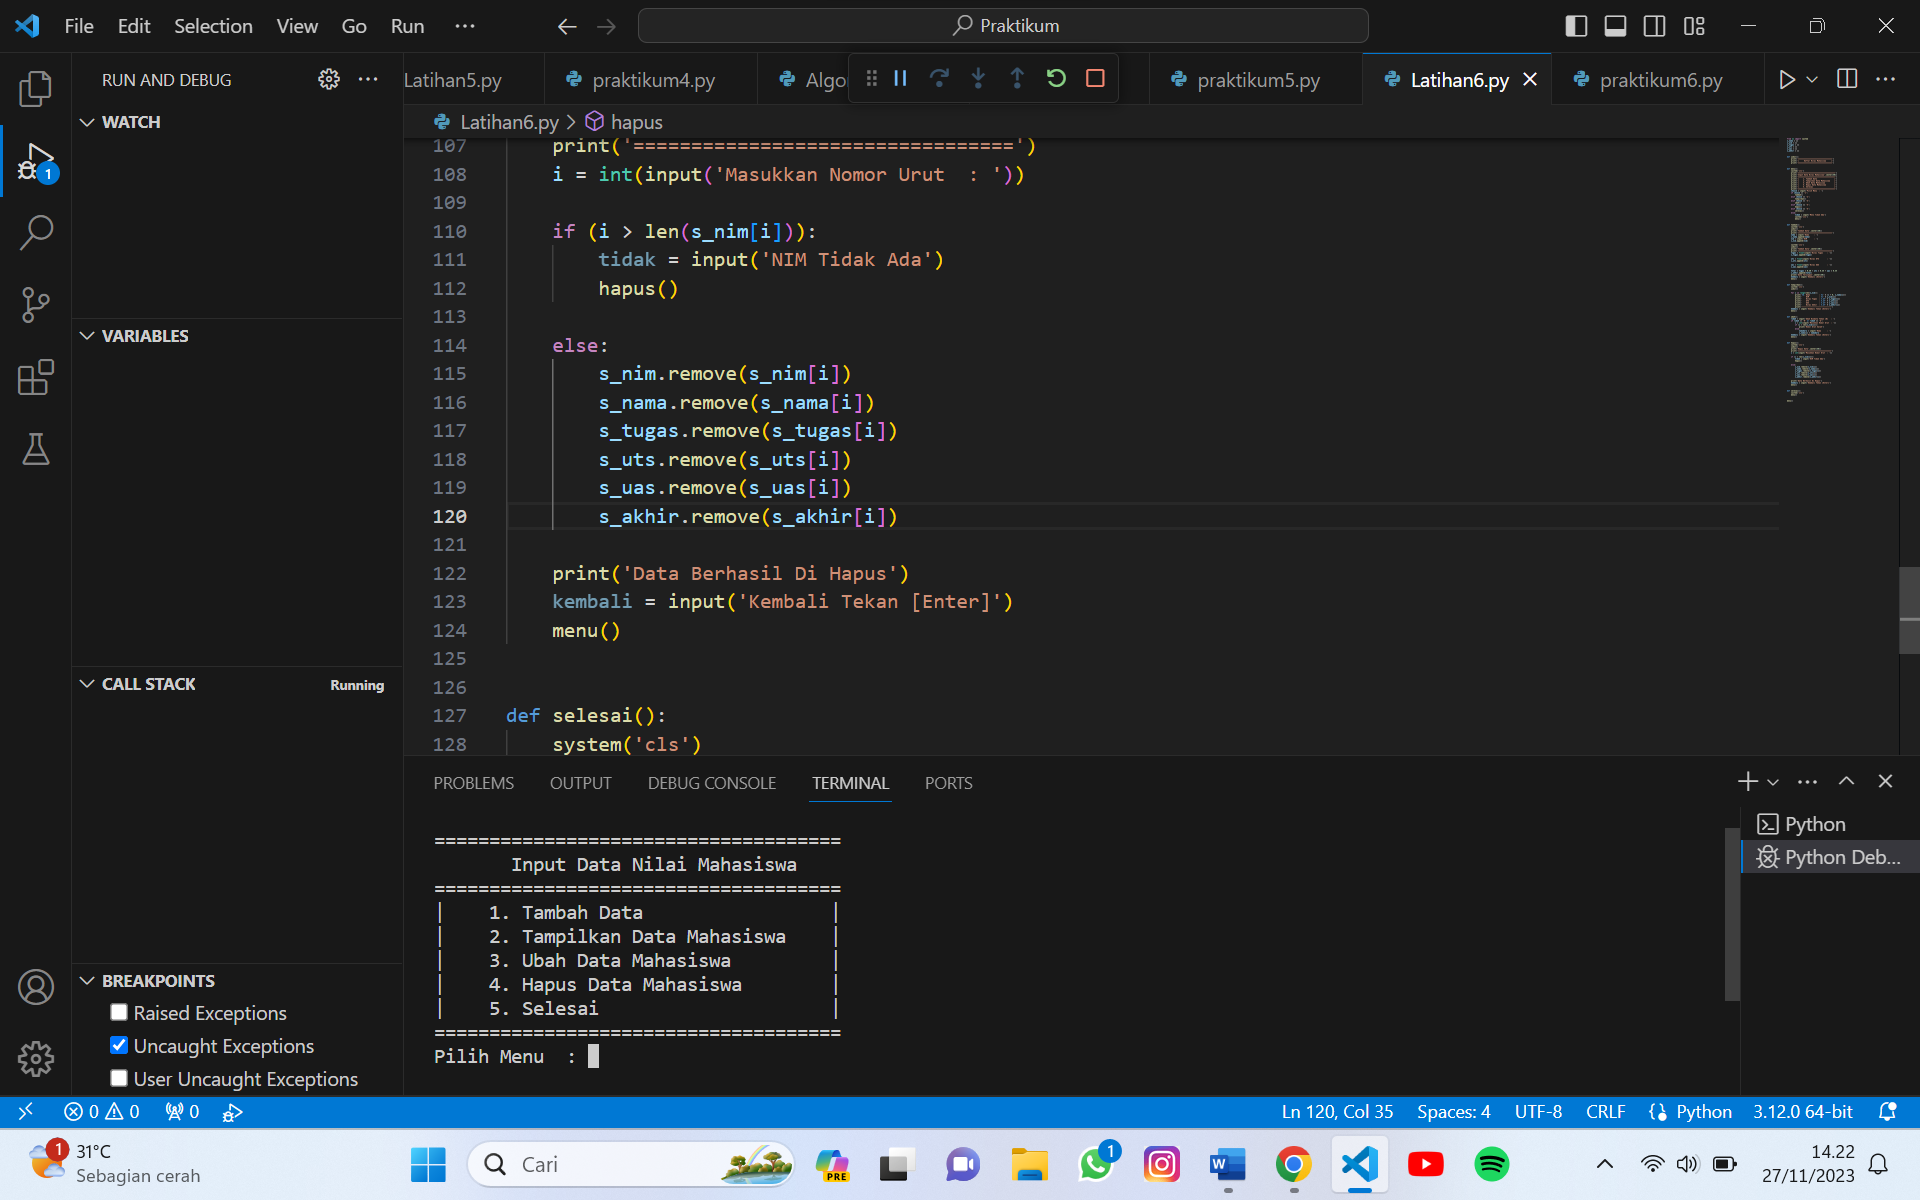 File Edit Selection View Go Run ··· Praktikum
RUN AND DEBUG
Latihan5.py praktikum4.py Algo praktikum5.py Latihan6.py praktikum6.py
WATCH
VARIABLES
CALL STACK Running
BREAKPOINTS
Raised Exceptions
Uncaught Exceptions
User Uncaught Exceptions
1
Latihan6.py > hapus
107 print('=================================')
108 i = int(input('Masukkan Nomor Urut  : '))
109
110 if (i > len(s_nim[i])):
111 tidak = input('NIM Tidak Ada')
112 hapus()
113
114 else:
115 s_nim.remove(s_nim[i])
116 s_nama.remove(s_nama[i])
117 s_tugas.remove(s_tugas[i])
118 s_uts.remove(s_uts[i])
119 s_uas.remove(s_uas[i])
120 s_akhir.remove(s_akhir[i])
121
122 print('Data Berhasil Di Hapus')
123 kembali = input('Kembali Tekan [Enter]')
124 menu()
125
126
127 def selesai():
128 system('cls')
PROBLEMS OUTPUT DEBUG CONSOLE TERMINAL PORTS
=====================================
Input Data Nilai Mahasiswa
=====================================
| 1. Tambah Data |
| 2. Tampilkan Data Mahasiswa |
| 3. Ubah Data Mahasiswa |
| 4. Hapus Data Mahasiswa |
| 5. Selesai |
=====================================
Pilih Menu  :
Python
Python Deb...
0 0 0 Ln 120, Col 35 Spaces: 4 UTF-8 CRLF Python 3.12.0 64-bit
1 31°C
Sebagian cerah
Cari
PRE
1
14.22
27/11/2023